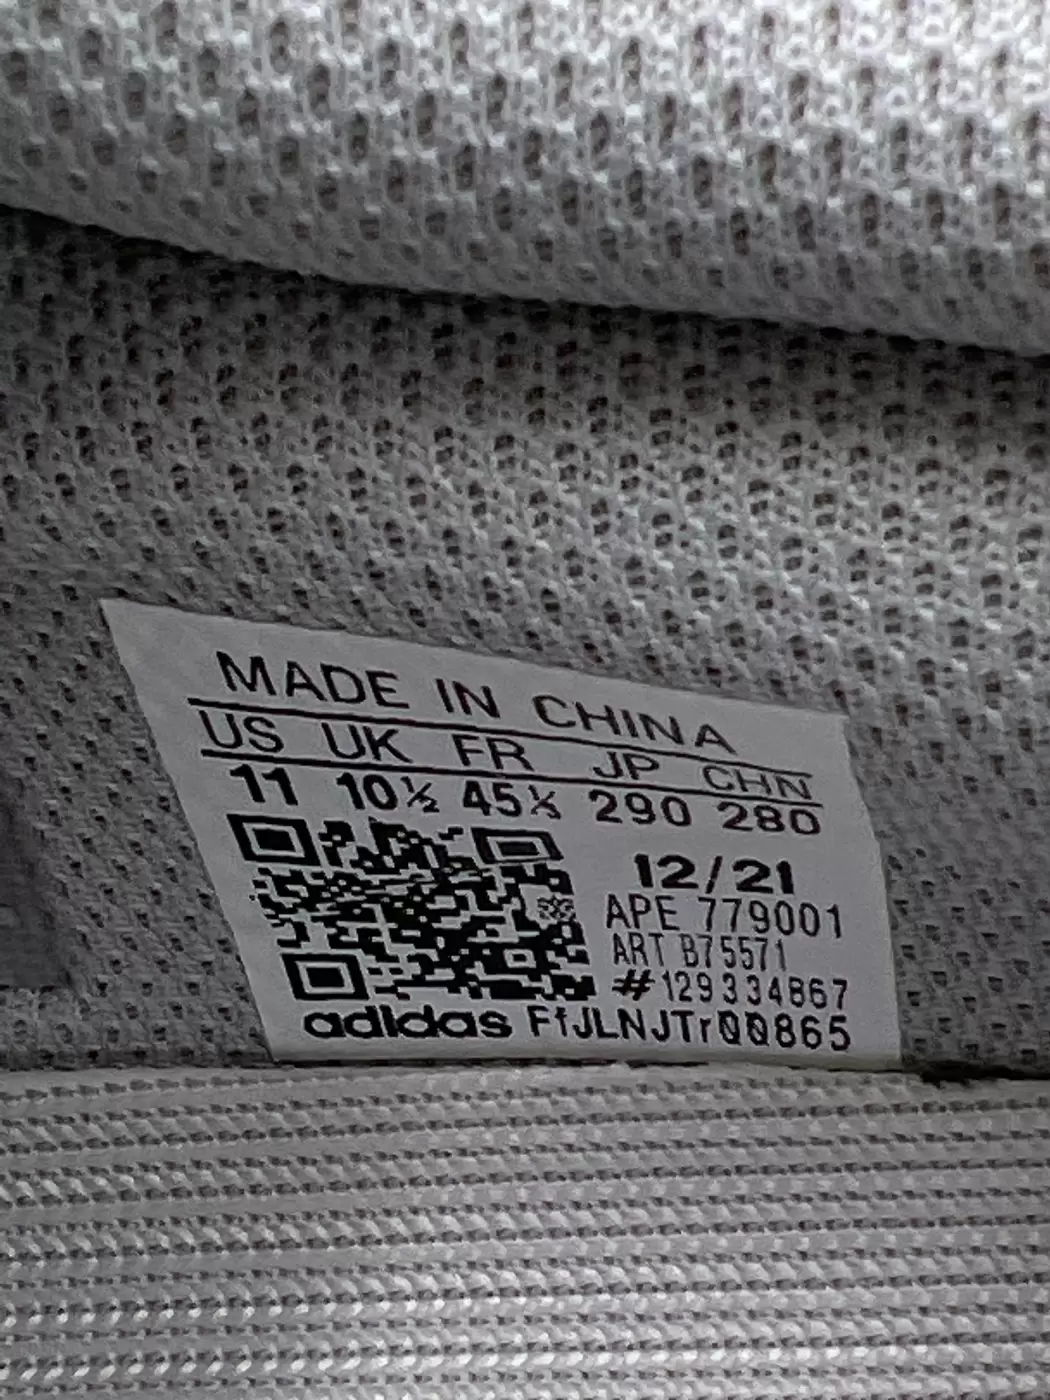 MADE IN CHINA
US UK FR JP CHN
11 10½ 45⅓ 290 280
12/21
APE 779001
ART B75571
#129334867
adidas FfJLNJTr00865